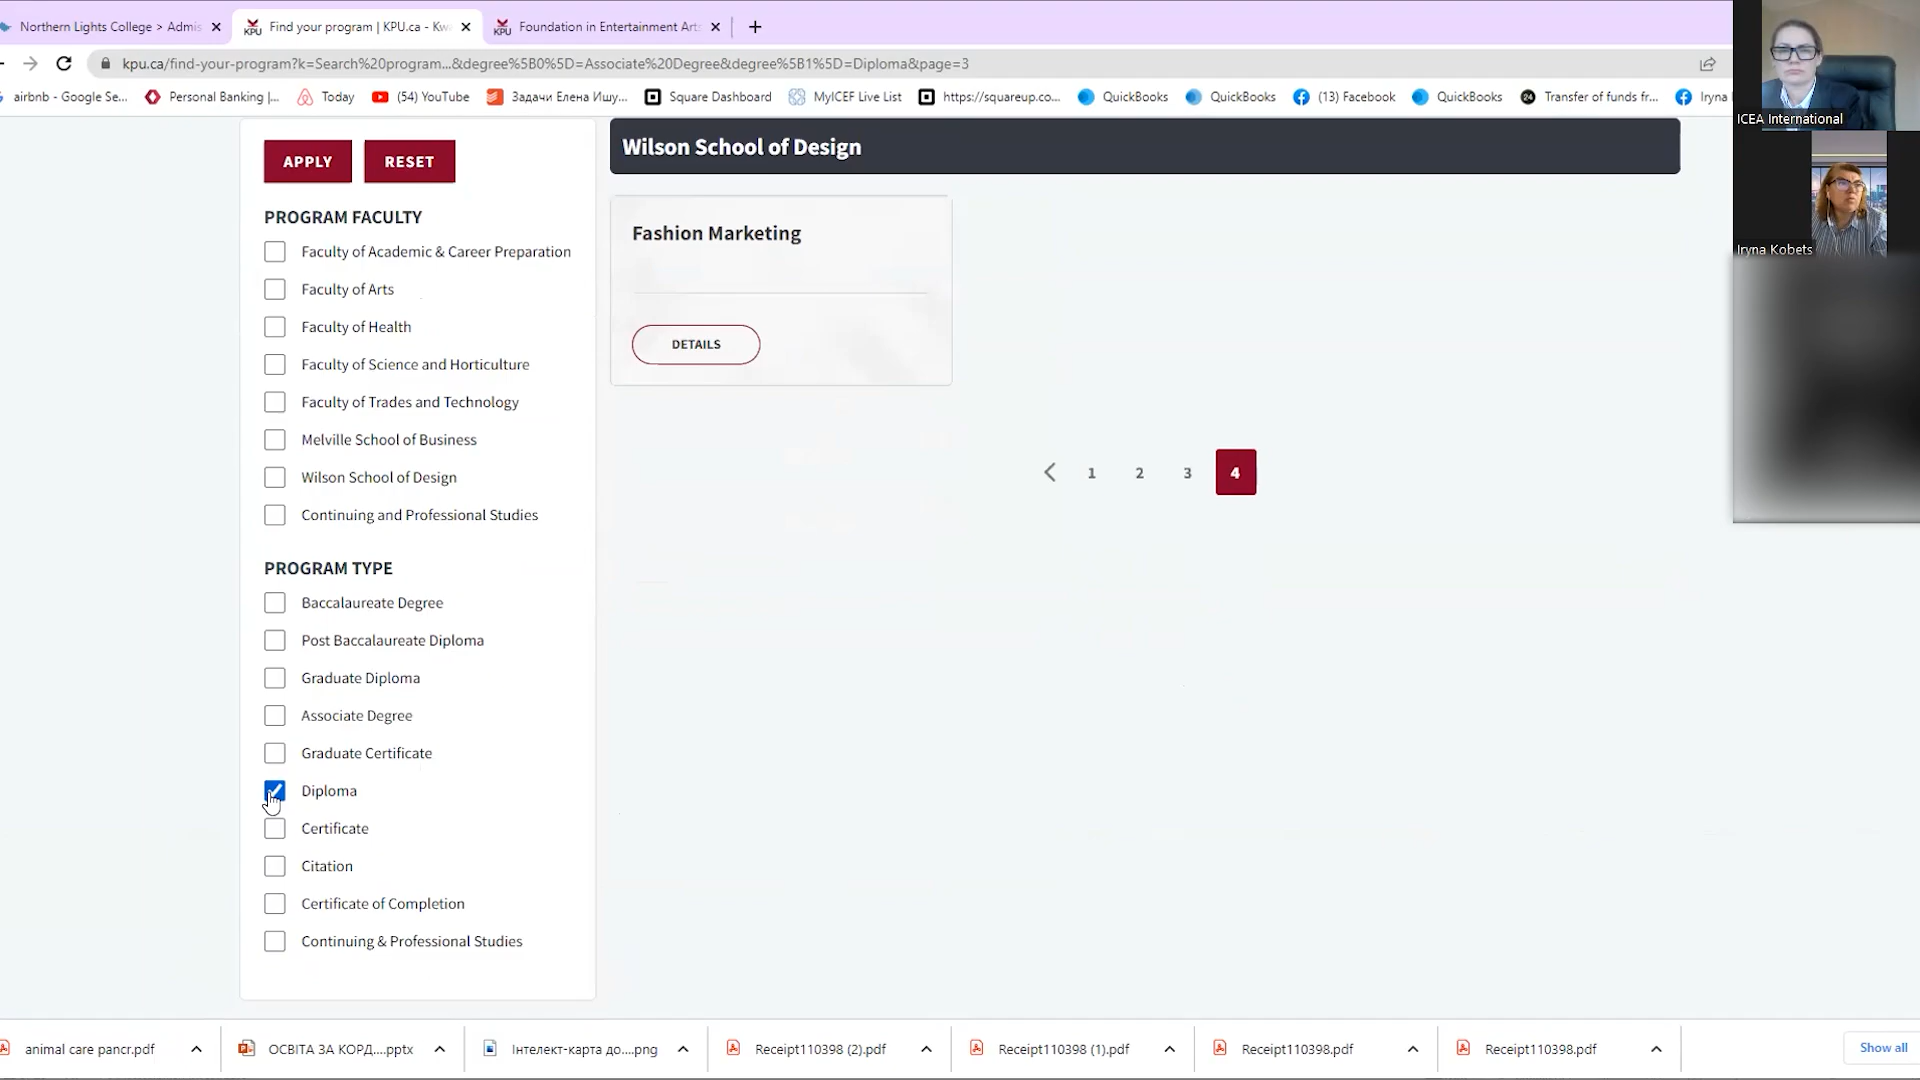 Northern Lights College > Admis
Find your program | KPU.ca - Kwa
KPU
Foundation in Entertainment Art
KPU
kpu.ca/find-your-program?k=Search%20program...&degree%5B0%5D=Associate%20Degree&degree%5B1%5D=Diploma&page=3
airbnb - Google Se...
Personal Banking |...
Today
(54) YouTube
Задачи Елена Ишу...
Square Dashboard
MyICEF Live List
https://squareup.co...
QuickBooks
QuickBooks
(13) Facebook
QuickBooks
24
Transfer of funds fr...
Iryna
ICEA International
Iryna Kobets
APPLY
RESET
PROGRAM FACULTY
Faculty of Academic & Career Preparation
Faculty of Arts
Faculty of Health
Faculty of Science and Horticulture
Faculty of Trades and Technology
Melville School of Business
Wilson School of Design
Continuing and Professional Studies
PROGRAM TYPE
Baccalaureate Degree
Post Baccalaureate Diploma
Graduate Diploma
Associate Degree
Graduate Certificate
Diploma
Certificate
Citation
Certificate of Completion
Continuing & Professional Studies
Wilson School of Design
Fashion Marketing
DETAILS
1 2 3 4
animal care pancr.pdf
ОСВІТА ЗА КОРД....pptx
Інтелект-карта до....png
Receipt110398 (2).pdf
Receipt110398 (1).pdf
Receipt110398.pdf
Receipt110398.pdf
Show all